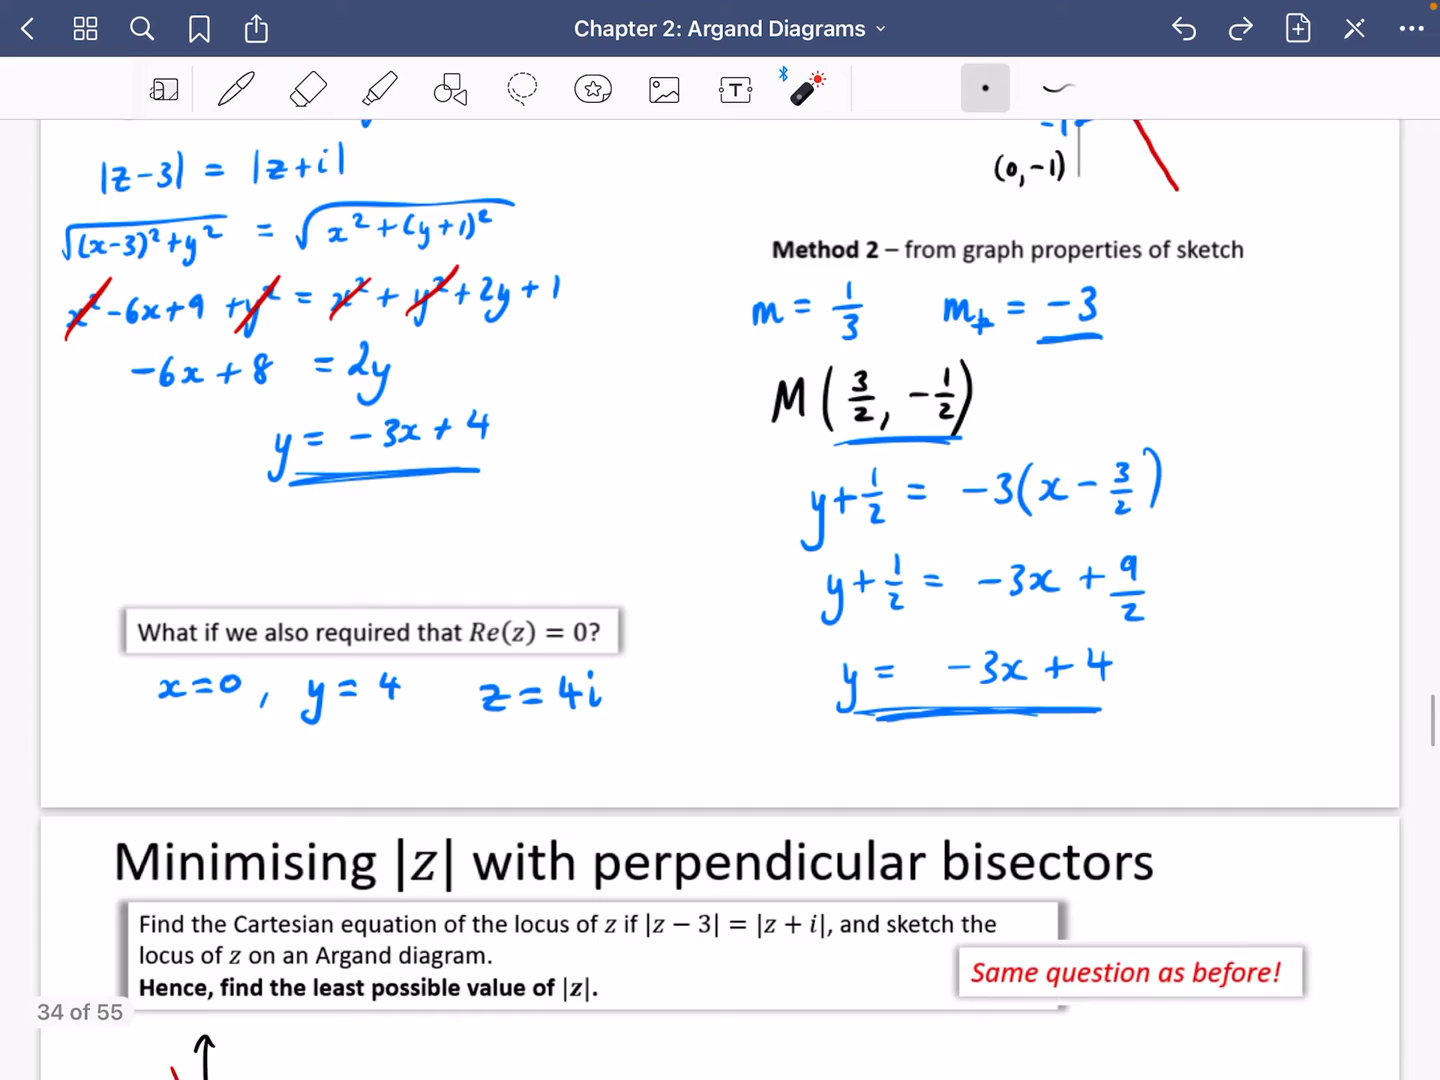 Chapter 2: Argand Diagrams
T
-1
(0, -1)
|z-3| = |z+i|
√((x-3)²+y²) = √(x²+(y+1)²)
x²-6x+9 +y² = x² + y² +2y+1
-6x+8 = 2y
y = -3x+4
Method 2 – from graph properties of sketch
m = 1/3 m⊥ = -3
M (3/2, -1/2)
y+1/2 = -3(x-3/2)
y+1/2 = -3x + 9/2
y = -3x+4
What if we also required that Re(z) = 0?
x=0, y=4 z=4i
Minimising |z| with perpendicular bisectors
Find the Cartesian equation of the locus of z if |z − 3| = |z + i|, and sketch the
locus of z on an Argand diagram.
Hence, find the least possible value of |z|.
Same question as before!
34 of 55